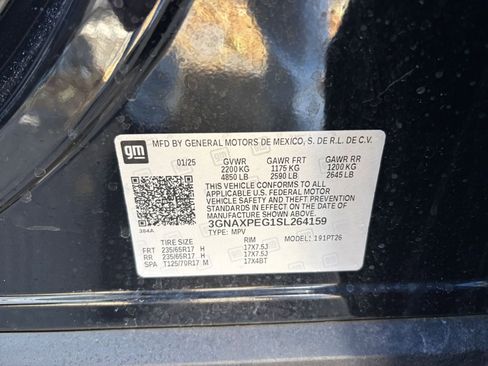 gm
MFD BY GENERAL MOTORS DE MEXICO, S. DE R.L. DE C.V.
01/25 GVWR GAWR FRT GAWR RR
2200 KG 1175 KG 1200 KG
4850 LB 2590 LB 2645 LB
THIS VEHICLE CONFORMS TO ALL
APPLICABLE U.S. FEDERAL MOTOR
VEHICLE SAFETY AND THEFT PREVENTION
STANDARDS IN EFFECT ON THE DATE
OF MANUFACTURE SHOWN ABOVE.
384A
3GNAXPEG1SL264159
TYPE: MPV
TIRE SIZE RIM MODEL: 191PT26
FRT 235/65R17 H 17X7.5J
RR 235/65R17 H 17X7.5J
SPA T125/70R17 M 17X4BT